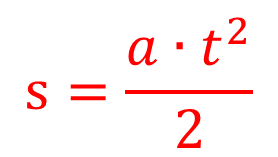 s = a · t² / 2